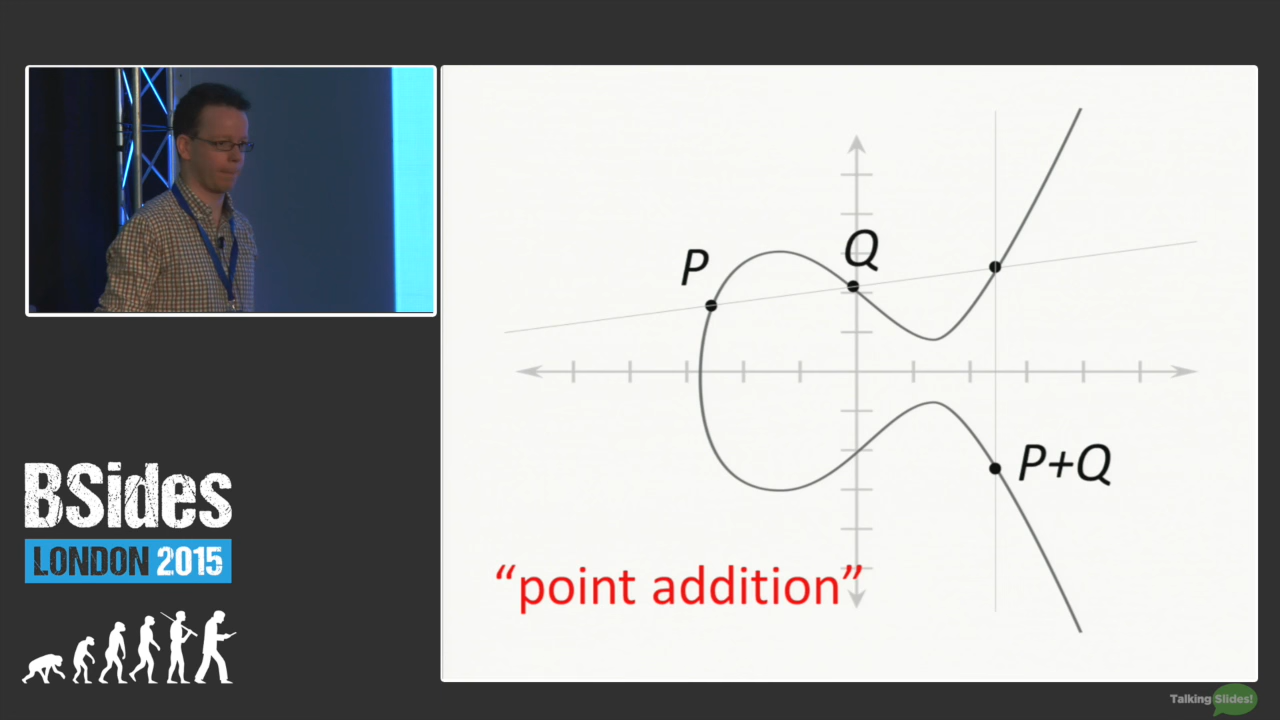 P
Q
P+Q
“point addition”
BSides
LONDON 2015
Talking Slides!